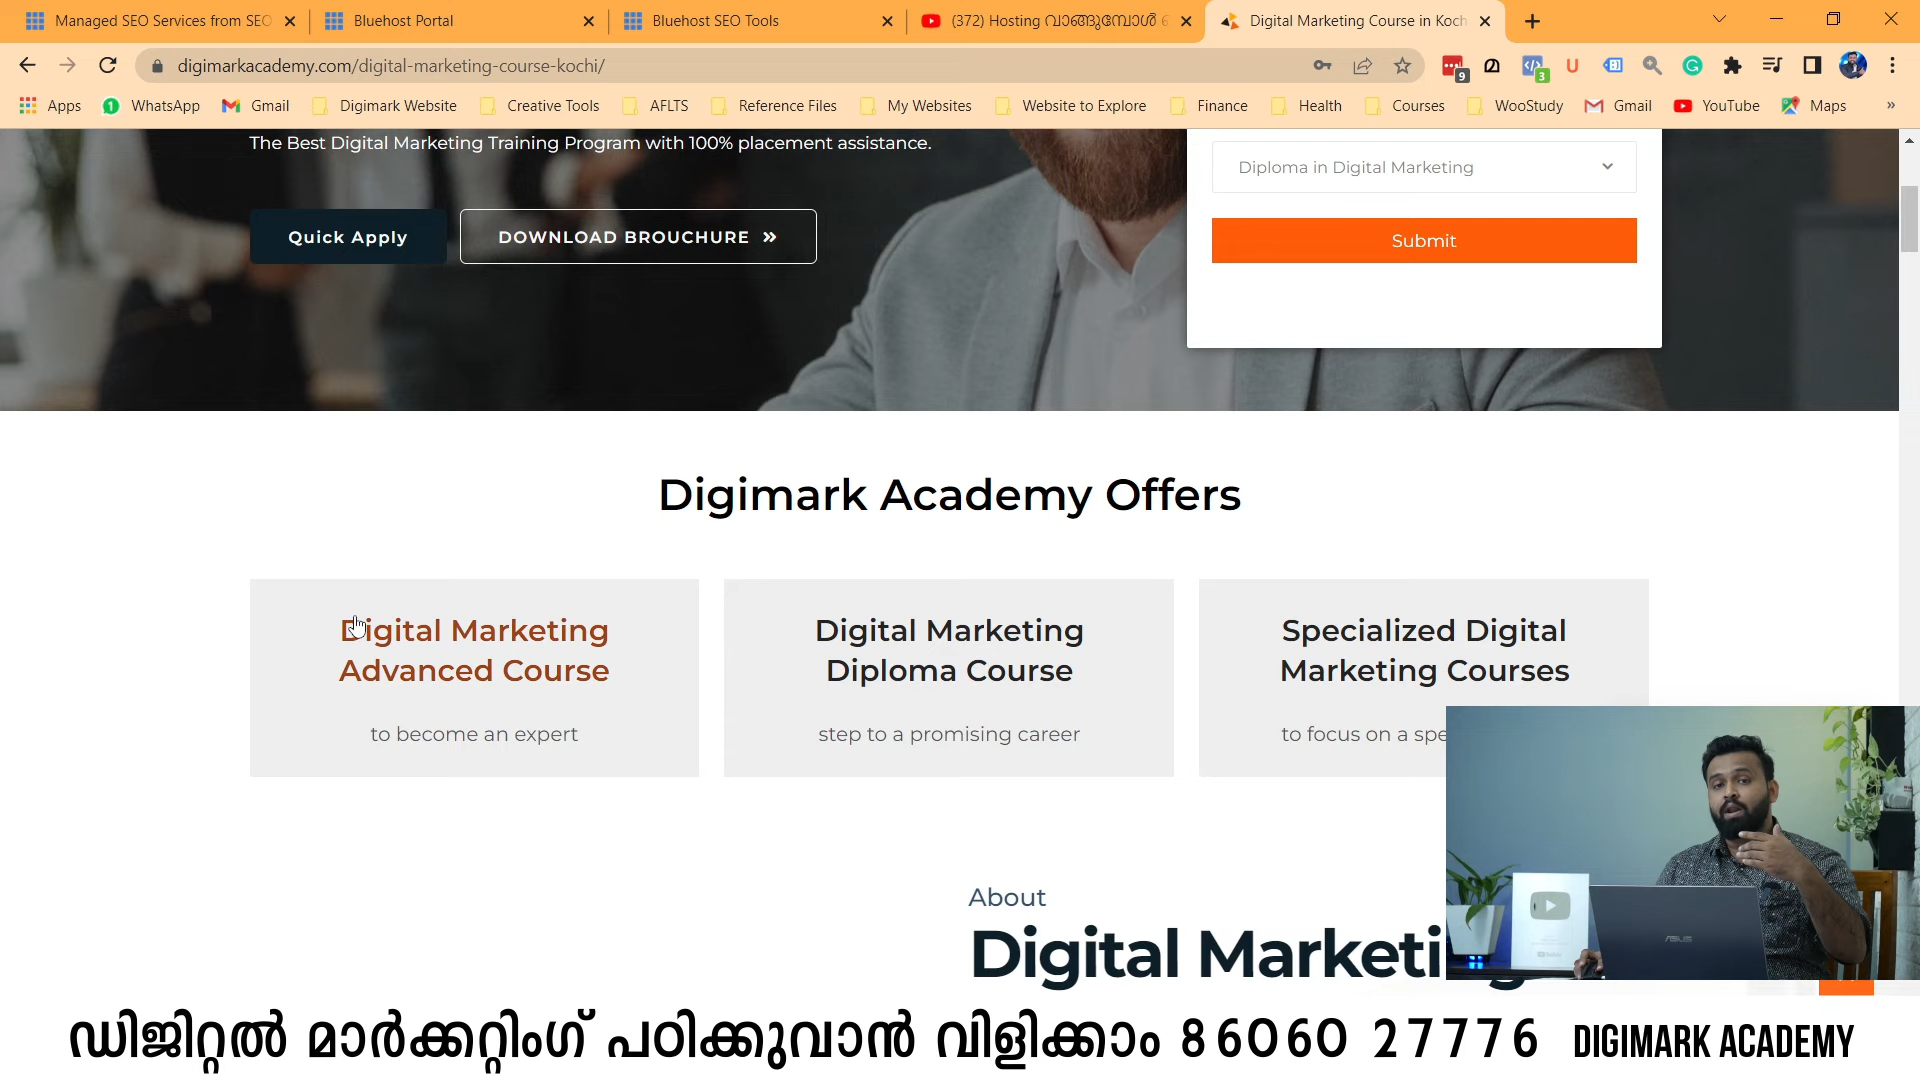 Managed SEO Services from SEO
Bluehost Portal
Bluehost SEO Tools
(372) Hosting വാങ്ങുമ്പോൾ
Digital Marketing Course in Koch
digimarkacademy.com/digital-marketing-course-kochi/
9
3
Apps
1
WhatsApp
Gmail
Digimark Website
Creative Tools
AFLTS
Reference Files
My Websites
Website to Explore
Finance
Health
Courses
WooStudy
Gmail
YouTube
Maps
»
The Best Digital Marketing Training Program with 100% placement assistance.
Diploma in Digital Marketing
Quick Apply
DOWNLOAD BROUCHURE »
Submit
Digimark Academy Offers
Digital Marketing
Advanced Course
to become an expert
Digital Marketing
Diploma Course
step to a promising career
Specialized Digital
Marketing Courses
to focus on a spe
About
Digital Marketi
ASUS
ഡിജിറ്റൽ മാർക്കറ്റിംഗ് പഠിക്കുവാൻ വിളിക്കാം 86060 27776 DIGIMARK ACADEMY